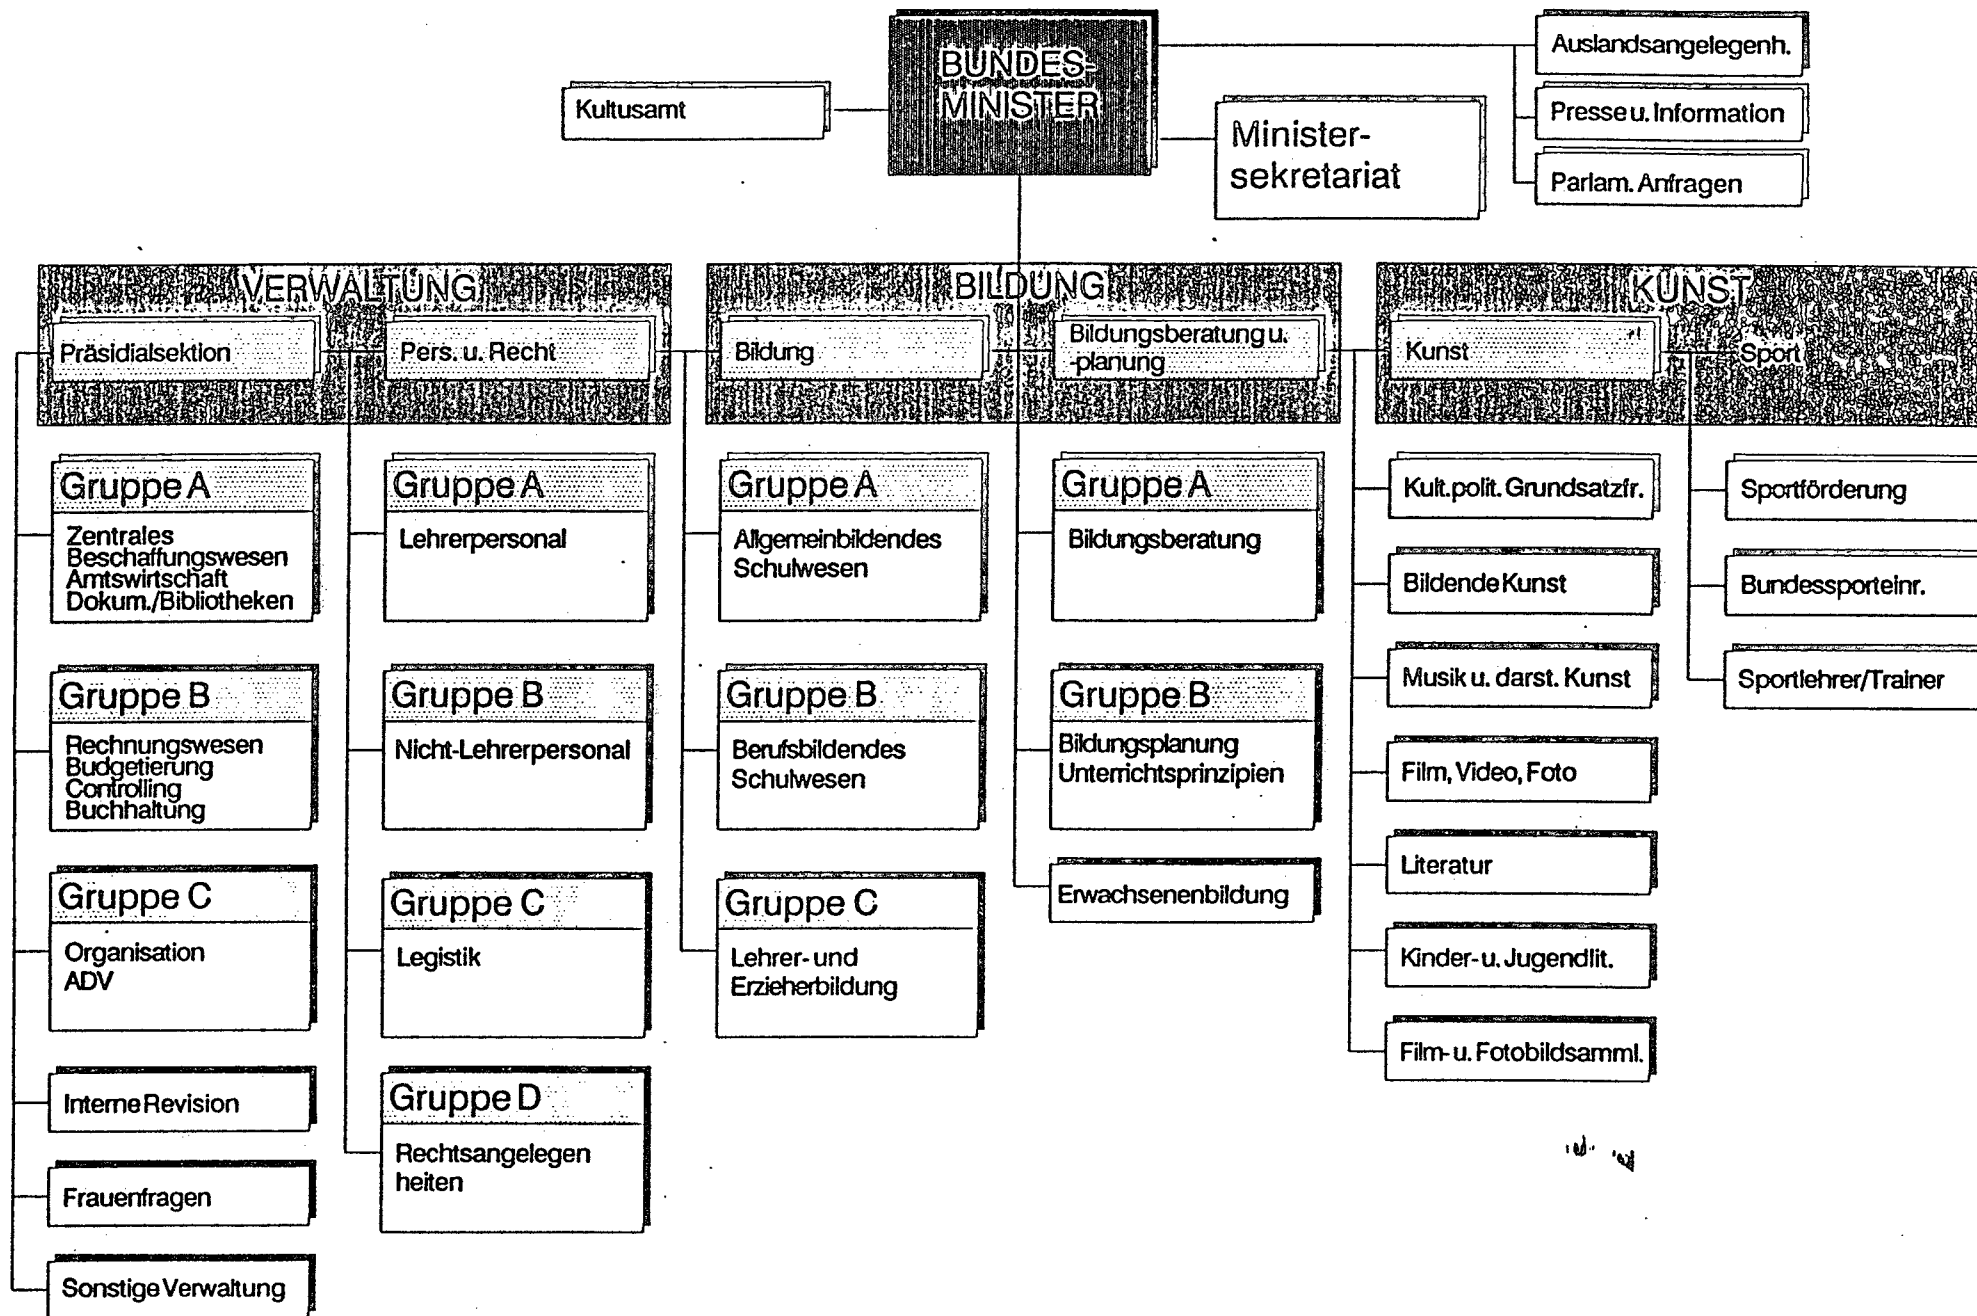 BUNDES-
MINISTER
Kultusamt
Minister-
sekretariat
Auslandsangelegenh.
Presse u. Information
Parlam. Anfragen
VERWALTUNG
Präsidialsektion
Pers. u. Recht
BILDUNG
Bildung
Bildungsberatung u.
-planung
KUNST
Kunst
Sport
Gruppe A
Zentrales
Beschaffungswesen
Amtswirtschaft
Dokum./Bibliotheken
Gruppe B
Rechnungswesen
Budgetierung
Controlling
Buchhaltung
Gruppe C
Organisation
ADV
Interne Revision
Frauenfragen
Sonstige Verwaltung
Gruppe A
Lehrerpersonal
Gruppe B
Nicht-Lehrerpersonal
Gruppe C
Legistik
Gruppe D
Rechtsangelegen
heiten
Gruppe A
Allgemeinbildendes
Schulwesen
Gruppe B
Berufsbildendes
Schulwesen
Gruppe C
Lehrer- und
Erzieherbildung
Gruppe A
Bildungsberatung
Gruppe B
Bildungsplanung
Unterrichtsprinzipien
Erwachsenenbildung
Kult.polit. Grundsatzfr.
Bildende Kunst
Musik u. darst. Kunst
Film, Video, Foto
Literatur
Kinder- u. Jugendlit.
Film- u. Fotobildsamml.
Sportförderung
Bundessporteinr.
Sportlehrer/Trainer